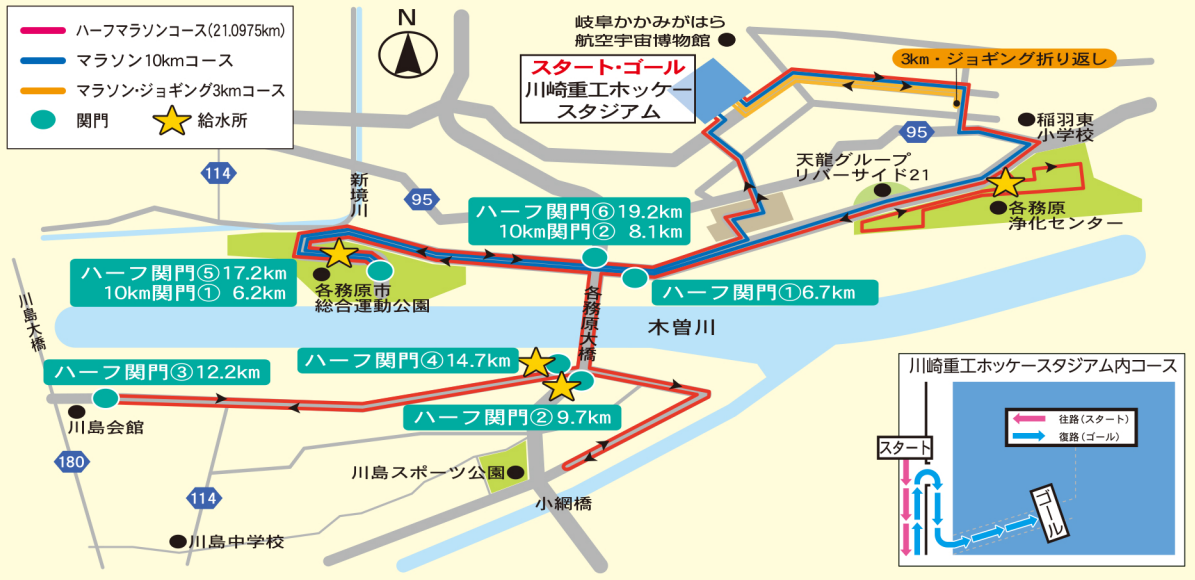 ハーフマラソンコース(21.0975km)
マラソン10kmコース
マラソン・ジョギング3kmコース
関門
給水所
N
岐阜かかみがはら
航空宇宙博物館
スタート・ゴール
川崎重工ホッケー
スタジアム
3km・ジョギング折り返し
稲羽東
小学校
95
天龍グループ
リバーサイド21
各務原
浄化センター
114
新境川
95
ハーフ関門⑥19.2km
10km関門② 8.1km
ハーフ関門⑤17.2km
10km関門① 6.2km
各務原市
総合運動公園
ハーフ関門①6.7km
各務原大橋
木曽川
川島大橋
ハーフ関門④14.7km
ハーフ関門③12.2km
ハーフ関門②9.7km
川島会館
180
114
川島スポーツ公園
小網橋
川島中学校
川崎重工ホッケースタジアム内コース
往路(スタート)
復路(ゴール)
スタート
ゴール